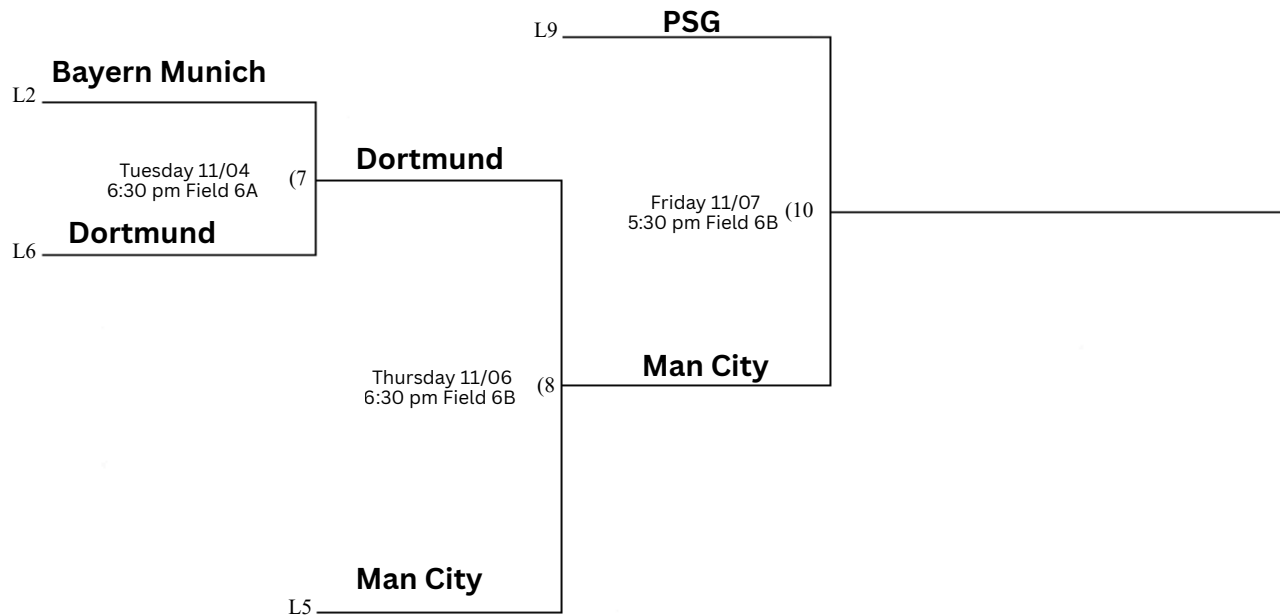 L9
PSG
Bayern Munich
L2
Dortmund
Tuesday 11/04
6:30 pm Field 6A
(7
Friday 11/07
5:30 pm Field 6B
(10
Dortmund
L6
Man City
Thursday 11/06
6:30 pm Field 6B
(8
Man City
L5